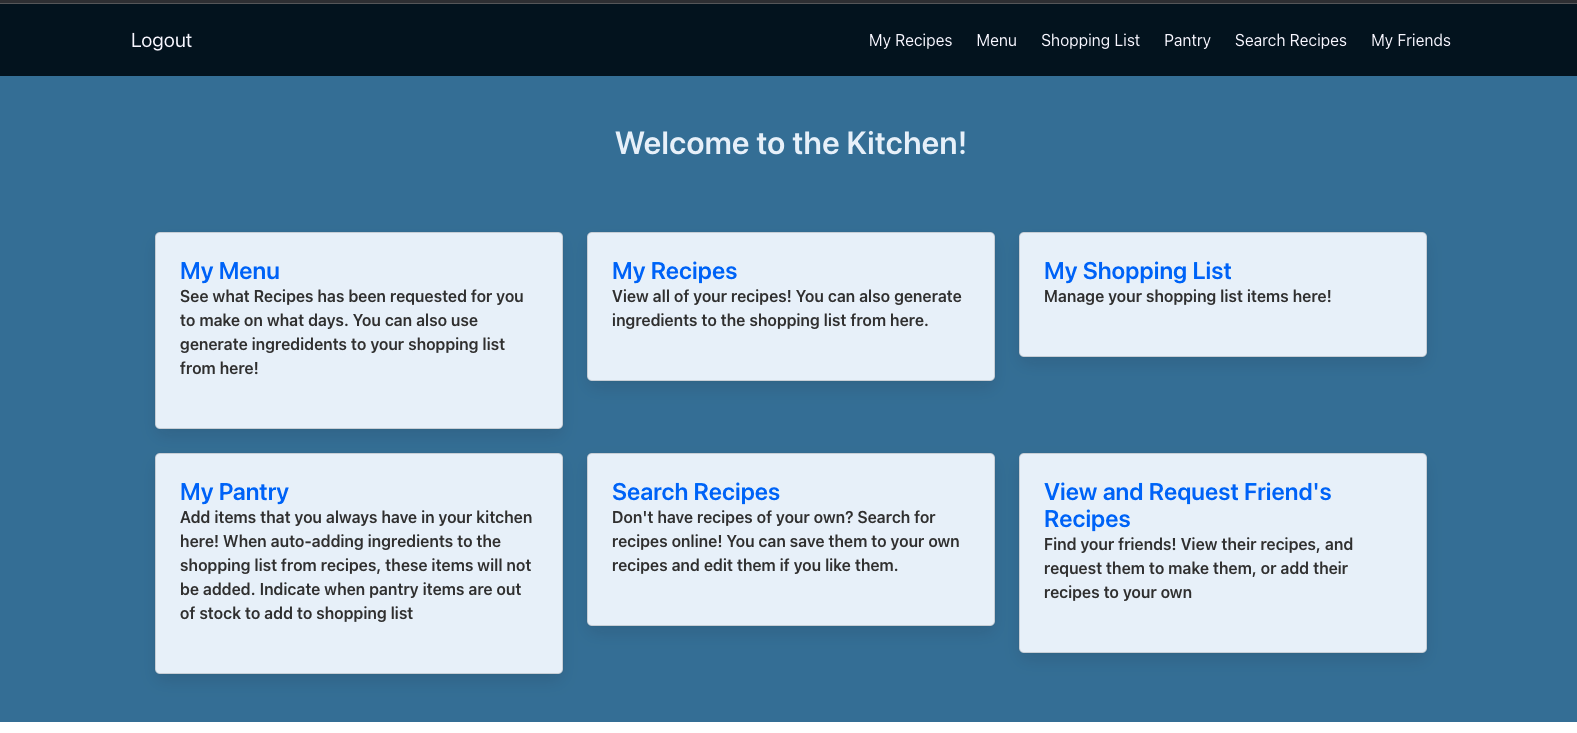 Logout
My Recipes Menu Shopping List Pantry Search Recipes My Friends
Welcome to the Kitchen!
My Menu
See what Recipes has been requested for you
to make on what days. You can also use
generate ingredidents to your shopping list
from here!
My Recipes
View all of your recipes! You can also generate
ingredients to the shopping list from here.
My Shopping List
Manage your shopping list items here!
My Pantry
Add items that you always have in your kitchen
here! When auto-adding ingredients to the
shopping list from recipes, these items will not
be added. Indicate when pantry items are out
of stock to add to shopping list
Search Recipes
Don't have recipes of your own? Search for
recipes online! You can save them to your own
recipes and edit them if you like them.
View and Request Friend's
Recipes
Find your friends! View their recipes, and
request them to make them, or add their
recipes to your own